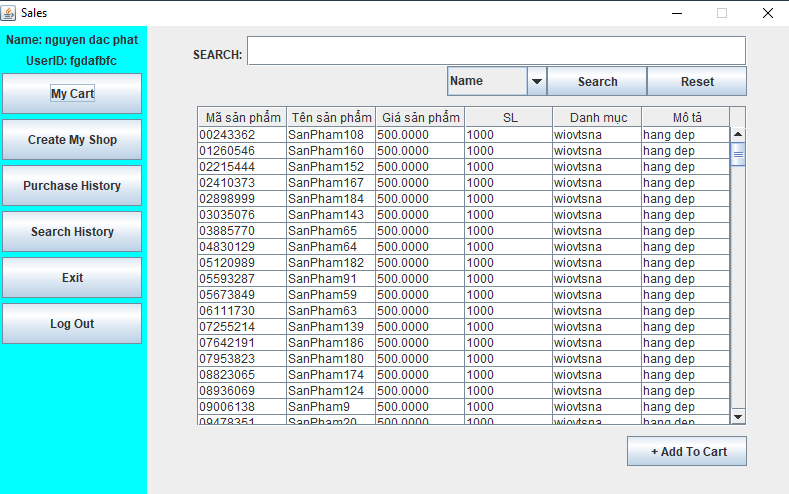 Sales
Name: nguyen dac phat
UserID: fgdafbfc
My Cart
Create My Shop
Purchase History
Search History
Exit
Log Out
SEARCH:
Name Search Reset
Mã sản phẩm Tên sản phẩm Giá sản phẩm SL Danh mục Mô tả
00243362 SanPham108 500.0000 1000 wiovtsna hang dep
01260546 SanPham160 500.0000 1000 wiovtsna hang dep
02215444 SanPham152 500.0000 1000 wiovtsna hang dep
02410373 SanPham167 500.0000 1000 wiovtsna hang dep
02898999 SanPham184 500.0000 1000 wiovtsna hang dep
03035076 SanPham143 500.0000 1000 wiovtsna hang dep
03885770 SanPham65 500.0000 1000 wiovtsna hang dep
04830129 SanPham64 500.0000 1000 wiovtsna hang dep
05120989 SanPham182 500.0000 1000 wiovtsna hang dep
05593287 SanPham91 500.0000 1000 wiovtsna hang dep
05673849 SanPham59 500.0000 1000 wiovtsna hang dep
06111730 SanPham63 500.0000 1000 wiovtsna hang dep
07255214 SanPham139 500.0000 1000 wiovtsna hang dep
07642191 SanPham186 500.0000 1000 wiovtsna hang dep
07953823 SanPham180 500.0000 1000 wiovtsna hang dep
08823065 SanPham174 500.0000 1000 wiovtsna hang dep
08936069 SanPham124 500.0000 1000 wiovtsna hang dep
09006138 SanPham9 500.0000 1000 wiovtsna hang dep
09478351 SanPham20 500.0000 1000 wiovtsna hang dep
+ Add To Cart